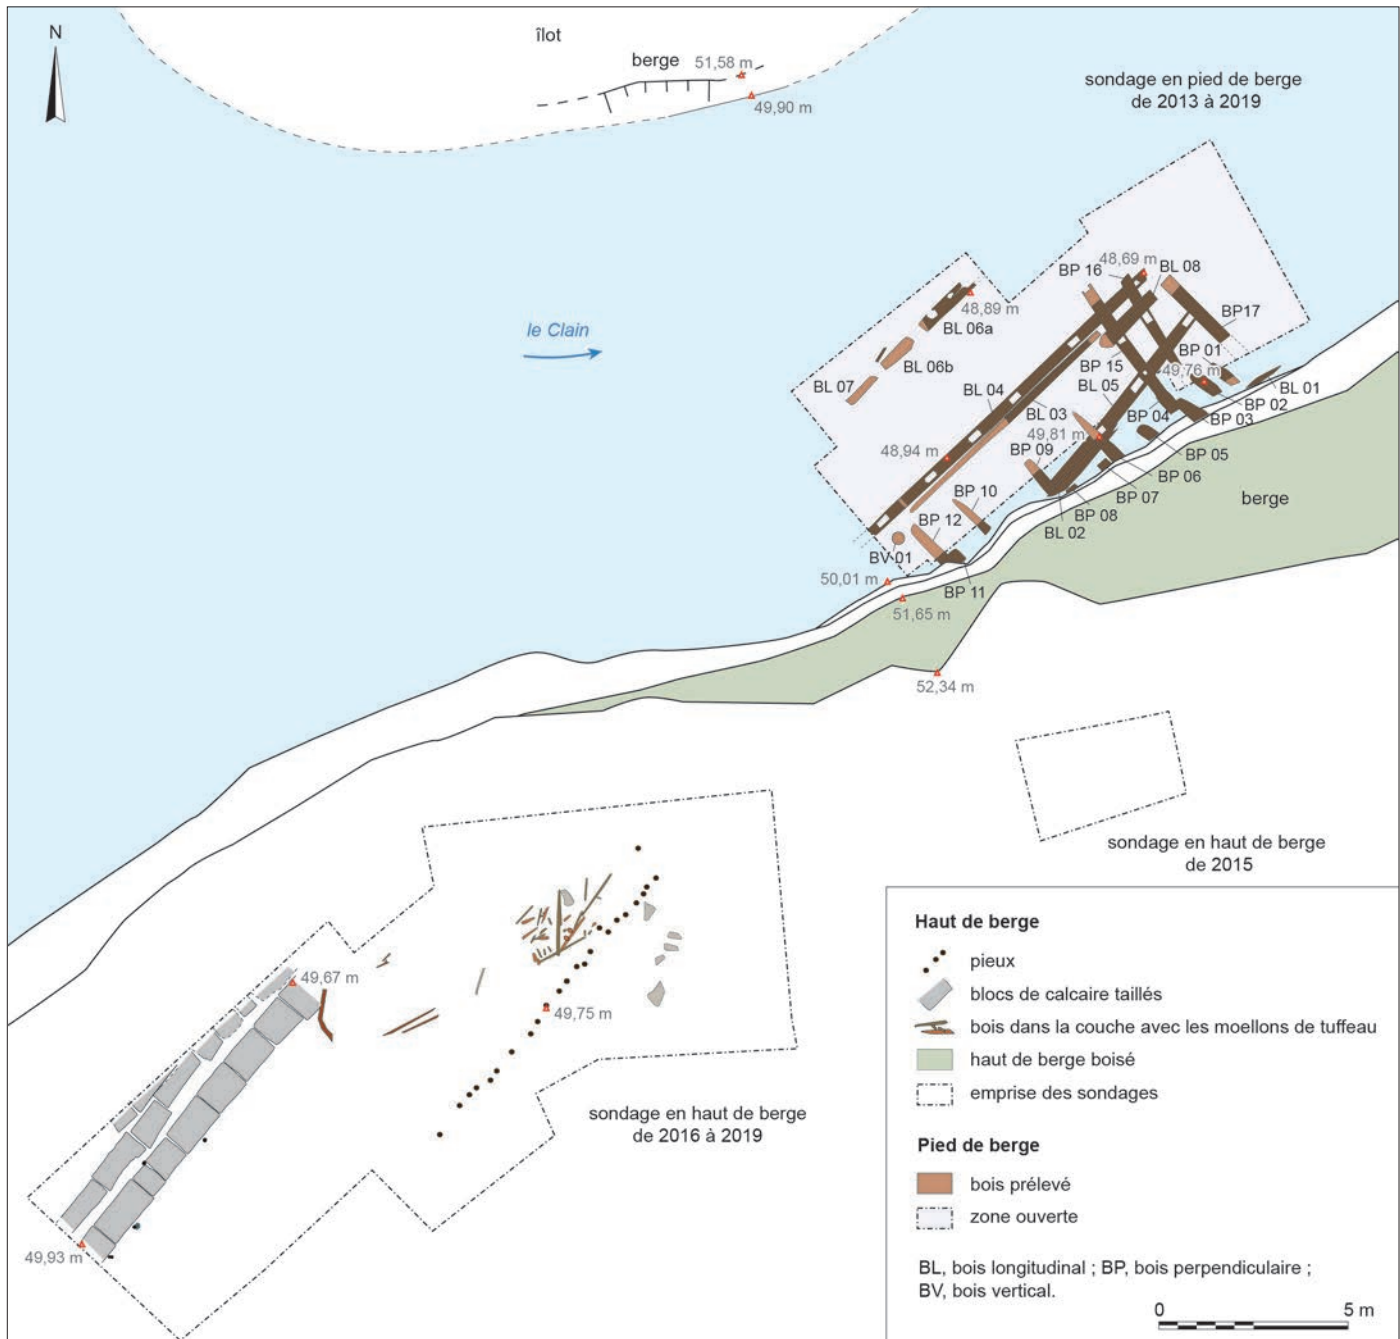 N
îlot
berge
51,58 m
49,90 m
sondage en pied de berge
de 2013 à 2019
le Clain
48,69 m
BP 16
BL 08
48,89 m
BL 06a
BP17
BL 06b
BP 01
BP 15
49,76 m
BL 07
BL 04
BL 05
BL 01
BL 03
BP 02
BP 04
BP 03
49,81 m
48,94 m
BP 09
BP 05
BP 06
BP 10
BP 07
berge
BP 12
BP 08
BL 02
BV 01
BP 11
50,01 m
51,65 m
52,34 m
sondage en haut de berge
de 2015
49,67 m
49,75 m
sondage en haut de berge
de 2016 à 2019
49,93 m
Haut de berge
pieux
blocs de calcaire taillés
bois dans la couche avec les moellons de tuffeau
haut de berge boisé
emprise des sondages
Pied de berge
bois prélevé
zone ouverte
BL, bois longitudinal ; BP, bois perpendiculaire ;
BV, bois vertical.
0 5 m